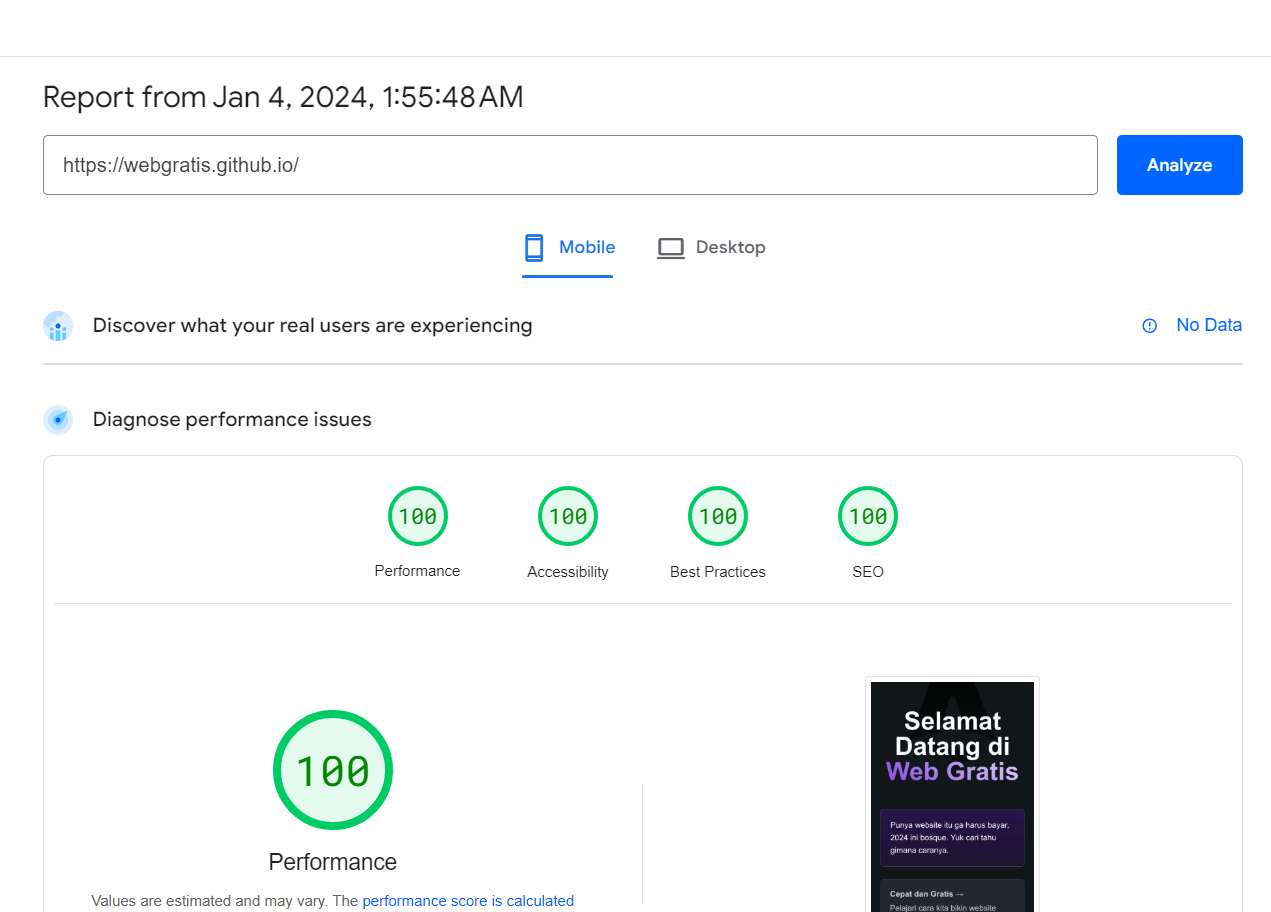 Report from Jan 4, 2024, 1:55:48 AM
https://webgratis.github.io/
Analyze
Mobile
Desktop
Discover what your real users are experiencing
No Data
Diagnose performance issues
100
100
100
100
Performance
Accessibility
Best Practices
SEO
100
Performance
Values are estimated and may vary. The performance score is calculated
Selamat
Datang di
Web Gratis
Punya website itu ga harus bayar,
2024 ini bosque. Yuk cari tahu
gimana caranya.
Cepat dan Gratis →
Pelajari cara kita bikin website